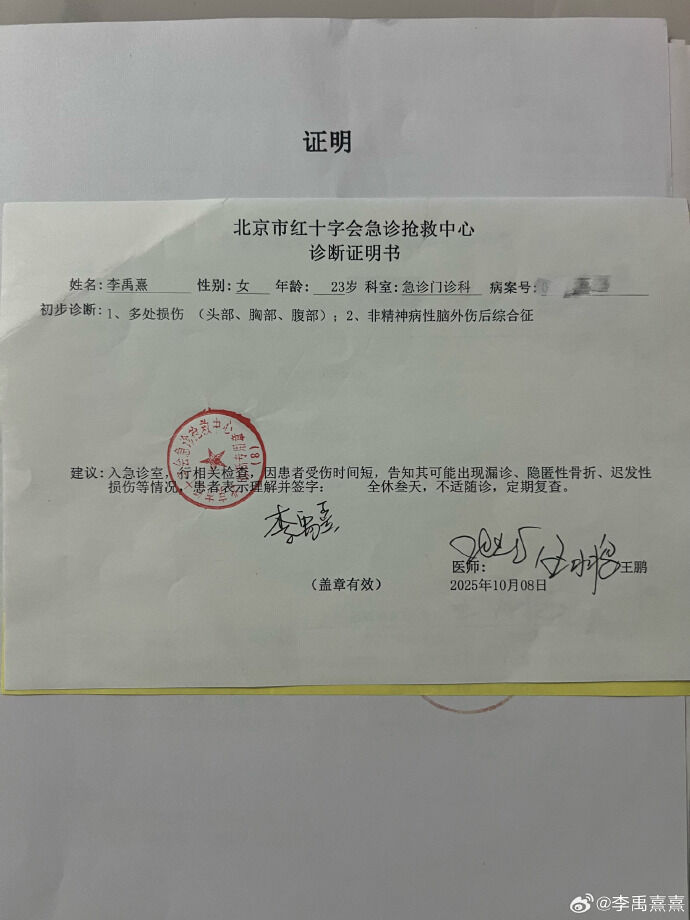 证明
北京市红十字会急诊抢救中心
诊断证明书
姓名：李禹熹 性别：女 年龄： 23岁 科室：急诊门诊科 病案号：
初步诊断：1、多处损伤 （头部、胸部、腹部）；2、非精神病性脑外伤后综合征
建议：入急诊室，行相关检查，因患者受伤时间短，告知其可能出现漏诊、隐匿性骨折、迟发性
损伤等情况，患者表示理解并签字： 全休叁天，不适随诊，定期复查。
李禹熹
医师： 王鹏
（盖章有效） 2025年10月08日
@李禹熹熹